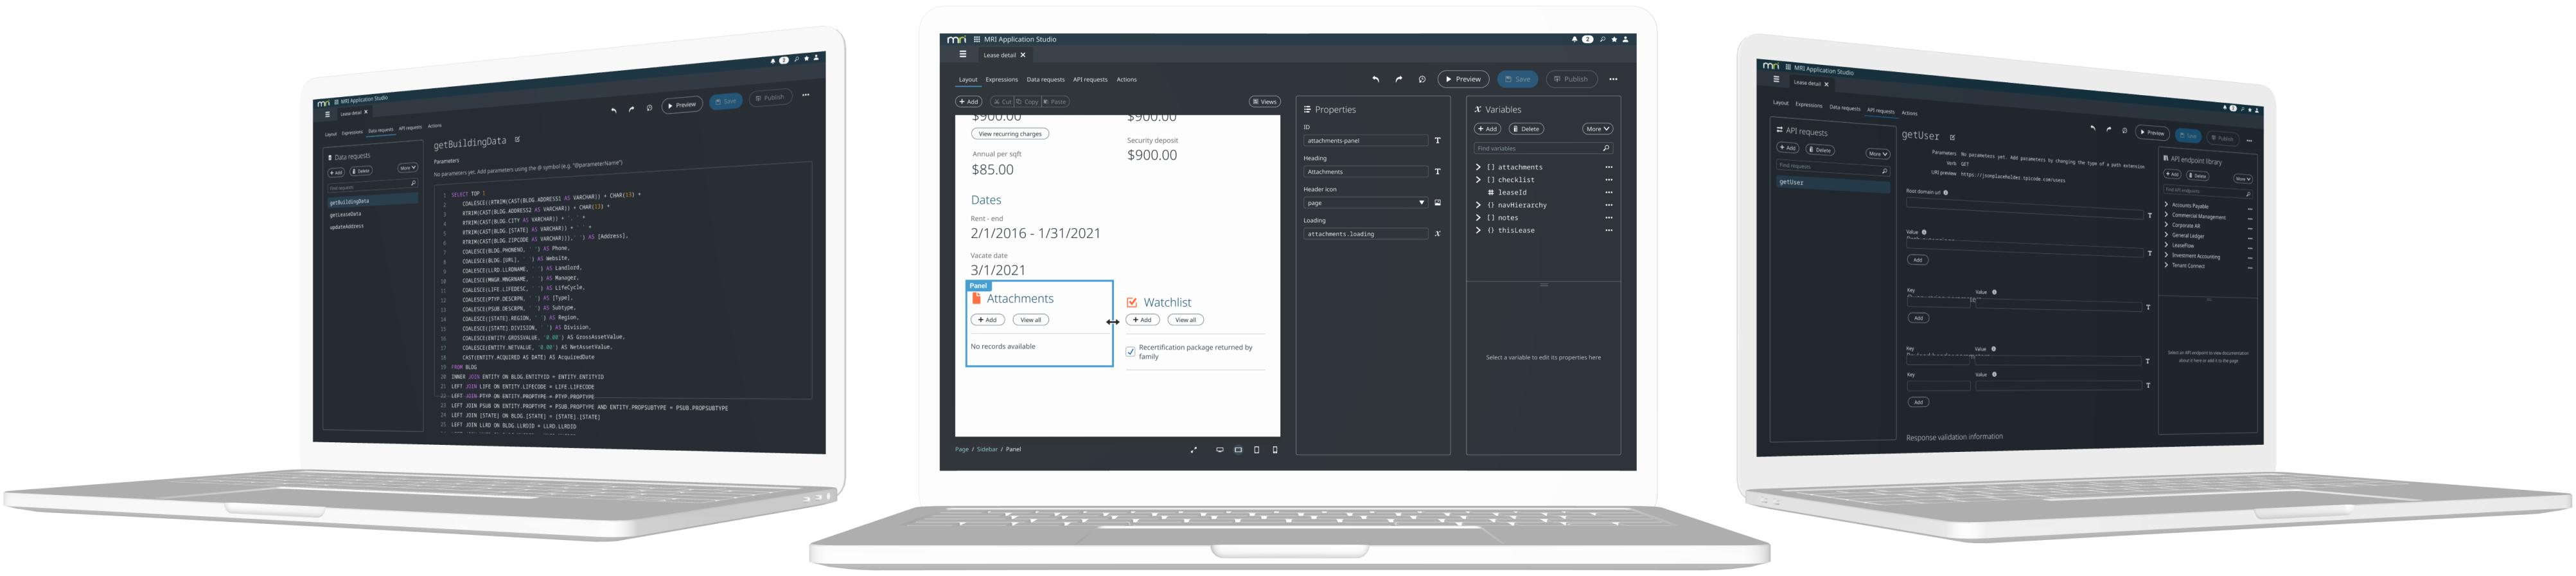 mri MRI Application Studio
2
Lease detail
Layout Expressions Data requests API requests Actions
Preview Save Publish
Data requests
+ Add Delete More
Find requests
getBuildingData
getLeaseData
updateAddress
getBuildingData
Parameters
No parameters yet. Add parameters using the @ symbol (e.g. "@parameterName")
1 SELECT TOP 1
2 COALESCE((RTRIM(CAST(BLDG.ADDRESS1 AS VARCHAR)) + CHAR(13) +
3 RTRIM(CAST(BLDG.ADDRESS2 AS VARCHAR)) + CHAR(13) +
4 RTRIM(CAST(BLDG.CITY AS VARCHAR)) + ', ' +
5 RTRIM(CAST(BLDG.[STATE] AS VARCHAR)) + ' ' +
6 RTRIM(CAST(BLDG.ZIPCODE AS VARCHAR))),' ') AS [Address],
7 COALESCE(BLDG.PHONENO, ' ') AS Phone,
8 COALESCE(BLDG.[URL], ' ') AS Website,
9 COALESCE(LLRD.LLRDNAME, ' ') AS Landlord,
10 COALESCE(MNGR.MNGRNAME, ' ') AS Manager,
11 COALESCE(LIFE.LIFEDESC, ' ') AS LifeCycle,
12 COALESCE(PTYP.DESCRPN, ' ') AS [Type],
13 COALESCE(PSUB.DESCRPN, ' ') AS Subtype,
14 COALESCE([STATE].REGION, ' ') AS Region,
15 COALESCE([STATE].DIVISION, ' ') AS Division,
16 COALESCE(ENTITY.GROSSVALUE, '0.00') AS GrossAssetValue,
17 COALESCE(ENTITY.NETVALUE, '0.00') AS NetAssetValue,
18 CAST(ENTITY.ACQUIRED AS DATE) AS AcquiredDate
19 FROM BLDG
20 INNER JOIN ENTITY ON BLDG.ENTITYID = ENTITY.ENTITYID
21 LEFT JOIN LIFE ON ENTITY.LIFECODE = LIFE.LIFECODE
22 LEFT JOIN PTYP ON ENTITY.PROPTYPE = PTYP.PROPTYPE
23 LEFT JOIN PSUB ON ENTITY.PROPTYPE = PSUB.PROPTYPE AND ENTITY.PROPSUBTYPE = PSUB.PROPSUBTYPE
24 LEFT JOIN [STATE] ON BLDG.[STATE] = [STATE].[STATE]
25 LEFT JOIN LLRD ON BLDG.LLRDID = LLRD.LLRDID
mri MRI Application Studio
2
Lease detail
Layout Expressions Data requests API requests Actions
Preview Save Publish
+ Add Cut Copy Paste
Views
$900.00 $900.00
View recurring charges
Security deposit
$900.00
Annual per sqft
$85.00
Dates
Rent - end
2/1/2016 - 1/31/2021
Vacate date
3/1/2021
Panel
Attachments
+ Add View all
No records available
Watchlist
+ Add View all
Recertification package returned by
family
Page / Sidebar / Panel
Properties
ID
attachments-panel T
Heading
Attachments T
Header icon
page
Loading
attachments.loading x
x Variables
+ Add Delete More
Find variables
[] attachments
[] checklist
# leaseId
{} navHierarchy
[] notes
{} thisLease
Select a variable to edit its properties here
mri MRI Application Studio
2
Lease detail
Layout Expressions Data requests API requests Actions
Preview Save Publish
API requests
+ Add Delete More
Find requests
getUser
getUser
Parameters No parameters yet. Add parameters by changing the type of a path extension
Verb GET
URI preview https://jsonplaceholder.typicode.com/users
Root domain url
T
Value
T
Add
Key Value
T
Add
Key Value
T
Key Value
T
Add
Response validation information
API endpoint library
+ Add Delete More
Find API endpoints
Accounts Payable
Commercial Management
Corporate AR
General Ledger
LeaseFlow
Investment Accounting
Tenant Connect
Select an API endpoint to view documentation
about it here or add it to the page